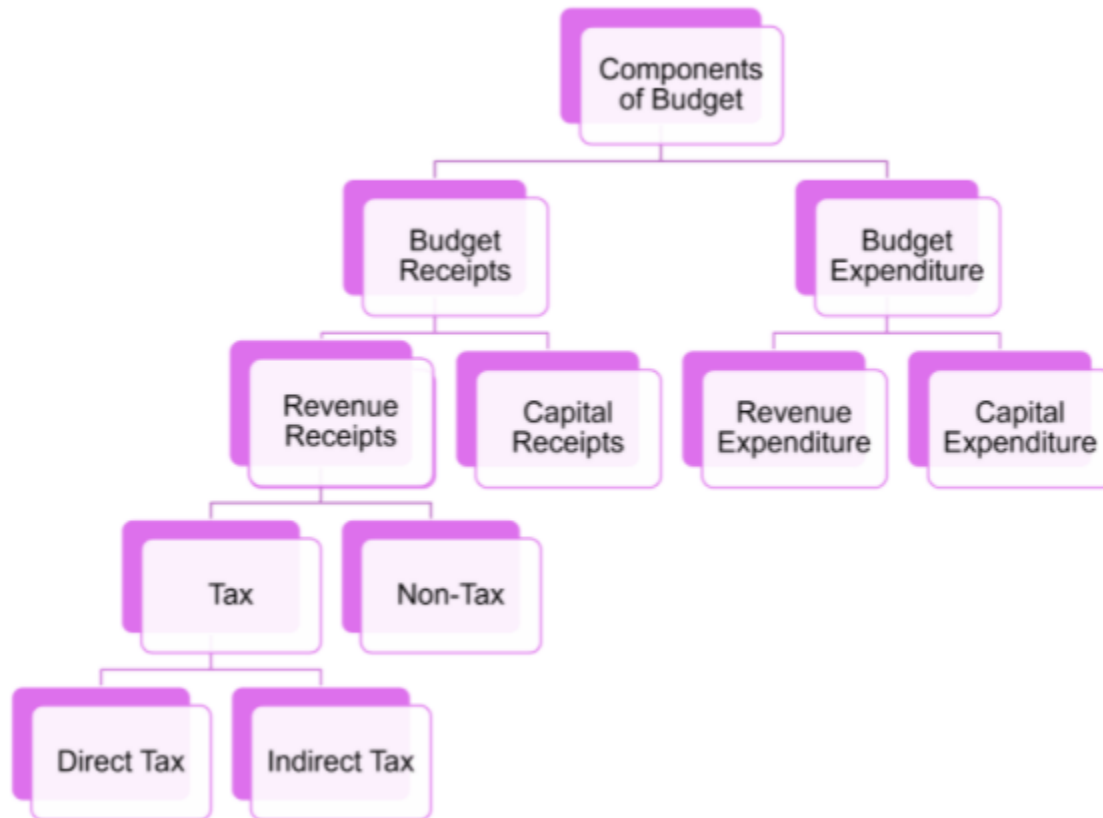 Components
of Budget
Budget
Receipts
Budget
Expenditure
Revenue
Receipts
Capital
Receipts
Revenue
Expenditure
Capital
Expenditure
Tax
Non-Tax
Direct Tax
Indirect Tax